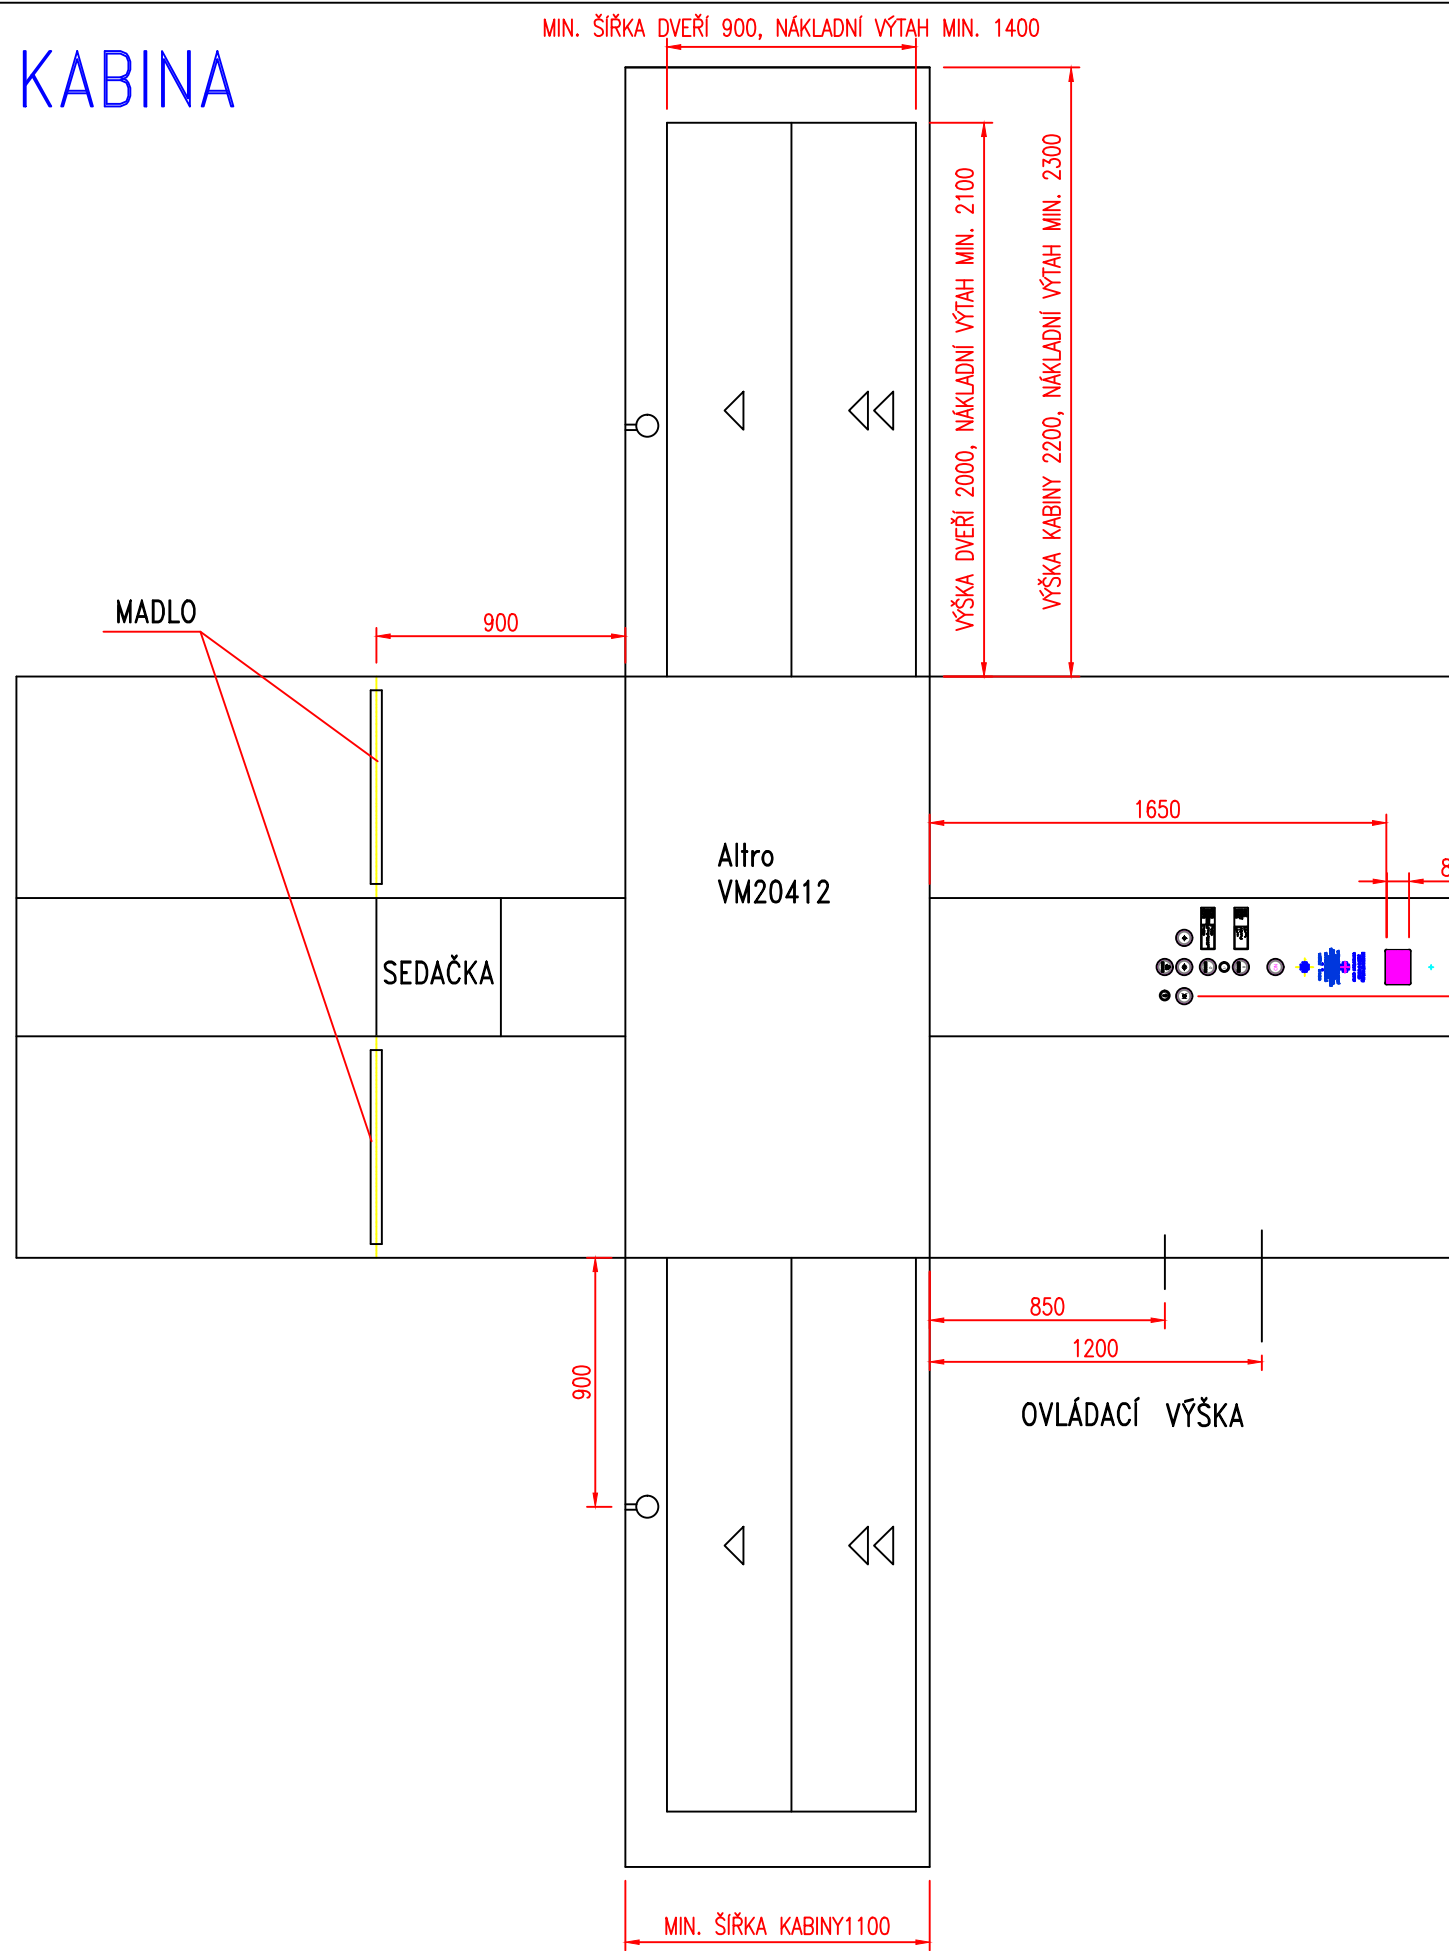 MIN. ŠÍŘKA DVEŘÍ 900, NÁKLADNÍ VÝTAH MIN. 1400
KABINA
VÝŠKA DVEŘÍ 2000, NÁKLADNÍ VÝTAH MIN. 2100
VÝŠKA KABINY 2200, NÁKLADNÍ VÝTAH MIN. 2300
MADLO
900
1650
8
Altro
VM20412
SEDAČKA
850
1200
900
OVLÁDACÍ VÝŠKA
MIN. ŠÍŘKA KABINY1100